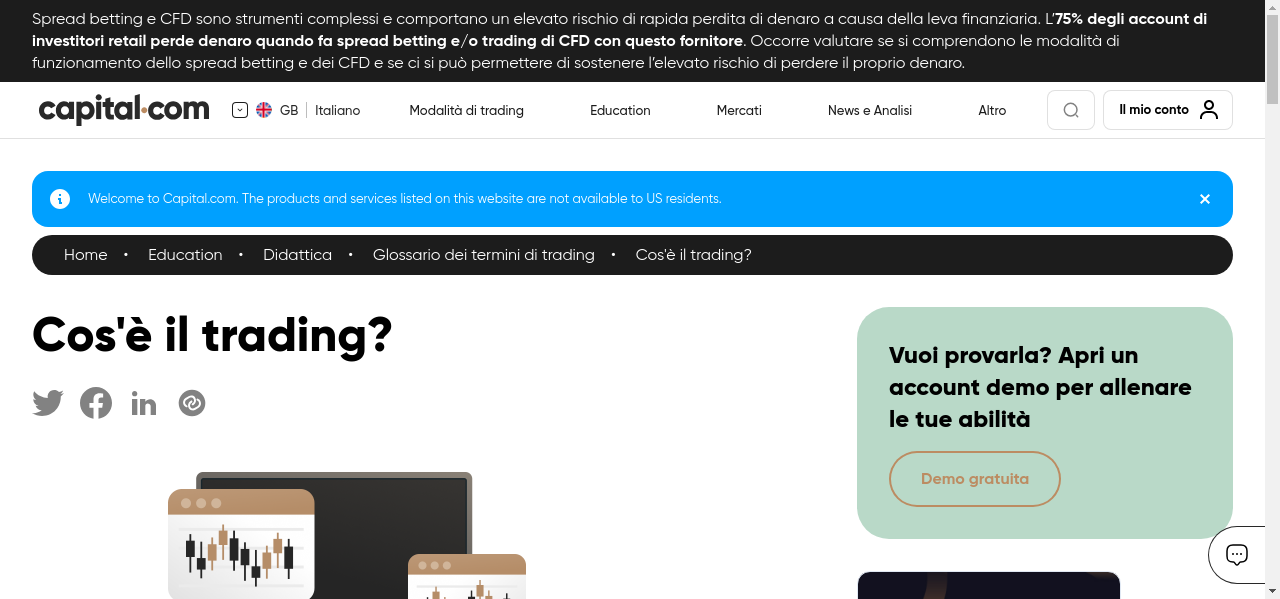 Spread betting e CFD sono strumenti complessi e comportano un elevato rischio di rapida perdita di denaro a causa della leva finanziaria. L’75% degli account di
investitori retail perde denaro quando fa spread betting e/o trading di CFD con questo fornitore. Occorre valutare se si comprendono le modalità di
funzionamento dello spread betting e dei CFD e se ci si può permettere di sostenere l’elevato rischio di perdere il proprio denaro.
capital.com GB Italiano Modalità di trading Education Mercati News e Analisi Altro Il mio conto
Welcome to Capital.com. The products and services listed on this website are not available to US residents.
Home • Education • Didattica • Glossario dei termini di trading • Cos'è il trading?
Cos'è il trading?
Vuoi provarla? Apri un
account demo per allenare
le tue abilità
Demo gratuita